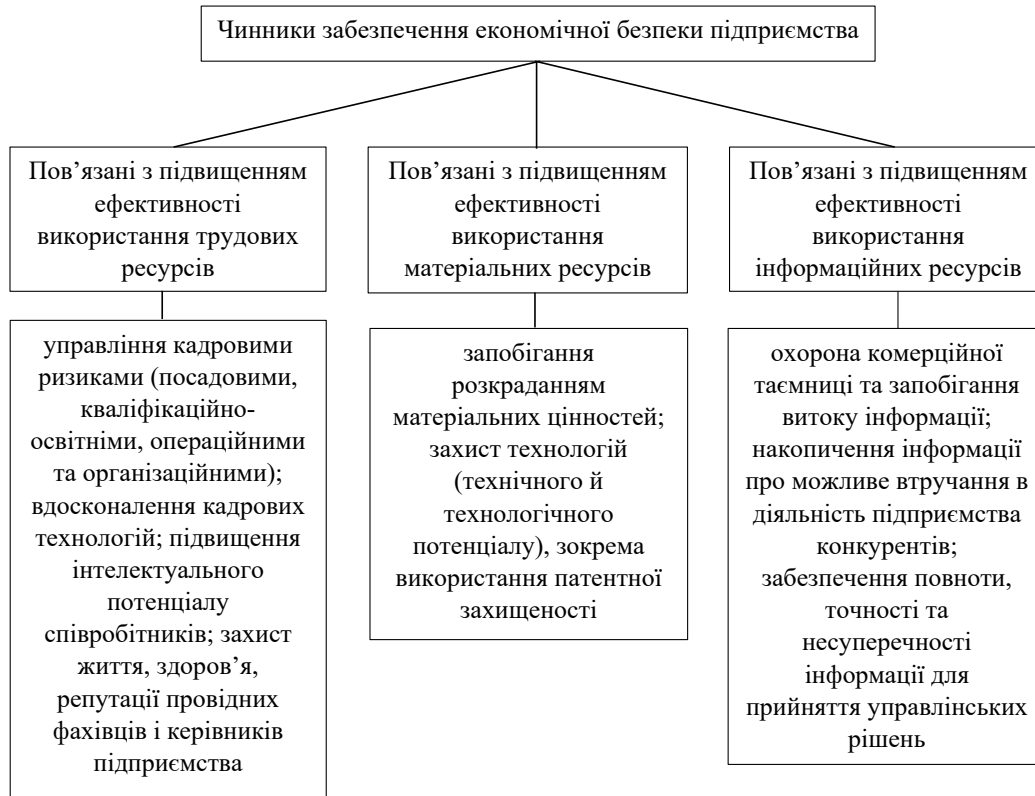 Чинники забезпечення економічної безпеки підприємства
Пов’язані з підвищенням
ефективності
використання трудових
ресурсів
Пов’язані з підвищенням
ефективності
використання
матеріальних ресурсів
Пов’язані з підвищенням
ефективності
використання
інформаційних ресурсів
управління кадровими
ризиками (посадовими,
кваліфікаційно-
освітніми, операційними
та організаційними);
вдосконалення кадрових
технологій; підвищення
інтелектуального
потенціалу
співробітників; захист
життя, здоров’я,
репутації провідних
фахівців і керівників
підприємства
запобігання
розкраданням
матеріальних цінностей;
захист технологій
(технічного й
технологічного
потенціалу), зокрема
використання патентної
захищеності
охорона комерційної
таємниці та запобігання
витоку інформації;
накопичення інформації
про можливе втручання в
діяльність підприємства
конкурентів;
забезпечення повноти,
точності та
несуперечності
інформації для
прийняття управлінських
рішень